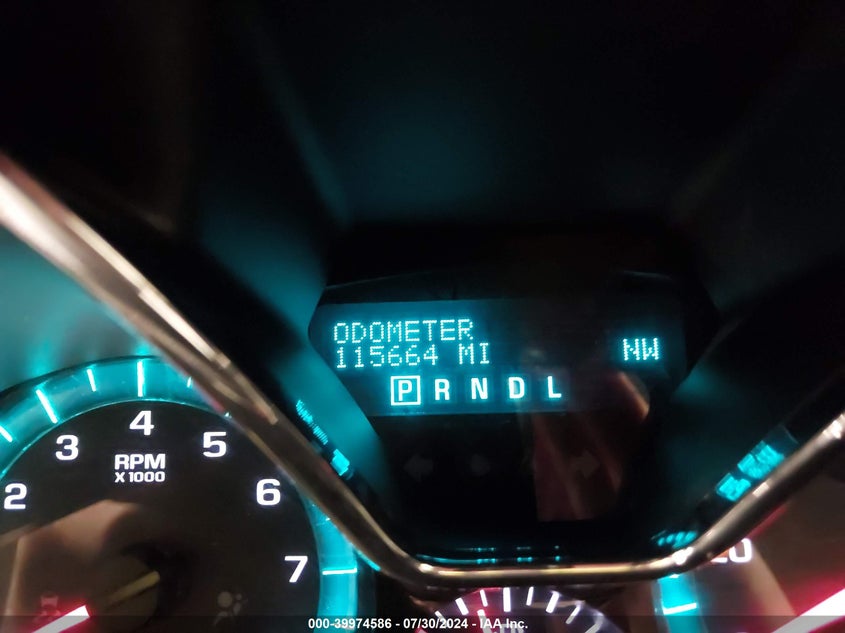 ODOMETER
115664 MI
NW
P R N D L
4
3
5
RPM
X 1000
2
6
7
20
000-39974586 - 07/30/2024 - IAA Inc.